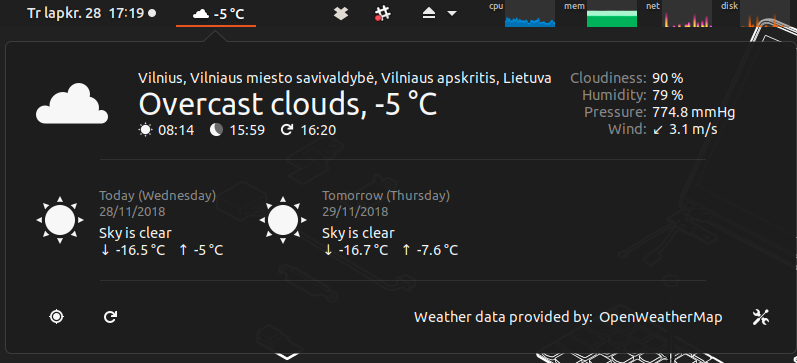 Tr lapkr. 28 17:19
-5 °C
cpu
mem
net
disk
Vilnius, Vilniaus miesto savivaldybė, Vilniaus apskritis, Lietuva
Overcast clouds, -5 °C
08:14 15:59 16:20
Cloudiness: 90 %
Humidity: 79 %
Pressure: 774.8 mmHg
Wind: ↙ 3.1 m/s
Today (Wednesday)
28/11/2018
Sky is clear
↓ -16.5 °C ↑ -5 °C
Tomorrow (Thursday)
29/11/2018
Sky is clear
↓ -16.7 °C ↑ -7.6 °C
Weather data provided by: OpenWeatherMap